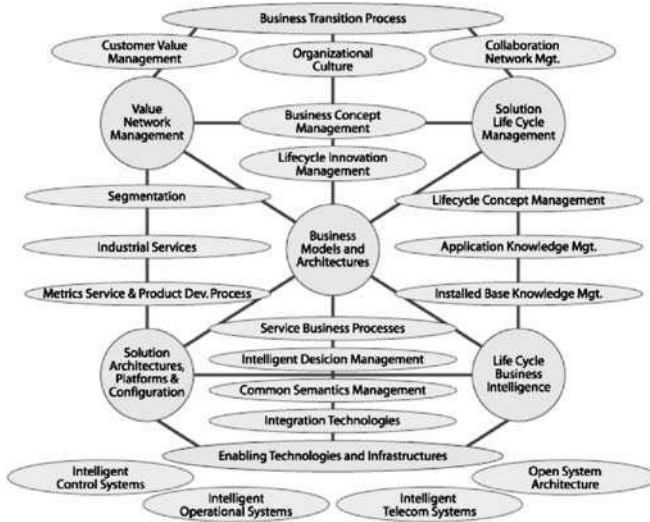 Business Transition Process
Customer Value
Management
Organizational
Culture
Collaboration
Network Mgt.
Value
Network
Management
Business Concept
Management
Solution
Life Cycle
Management
Lifecycle Innovation
Management
Segmentation
Lifecycle Concept Management
Business
Models and
Architectures
Industrial Services
Application Knowledge Mgt.
Metrics Service & Product Dev. Process
Installed Base Knowledge Mgt.
Service Business Processes
Solution
Architectures,
Platforms &
Configuration
Intelligent Desicion Management
Life Cycle
Business
Intelligence
Common Semantics Management
Integration Technologies
Enabling Technologies and Infrastructures
Intelligent
Control Systems
Intelligent
Operational Systems
Intelligent
Telecom Systems
Open System
Architecture